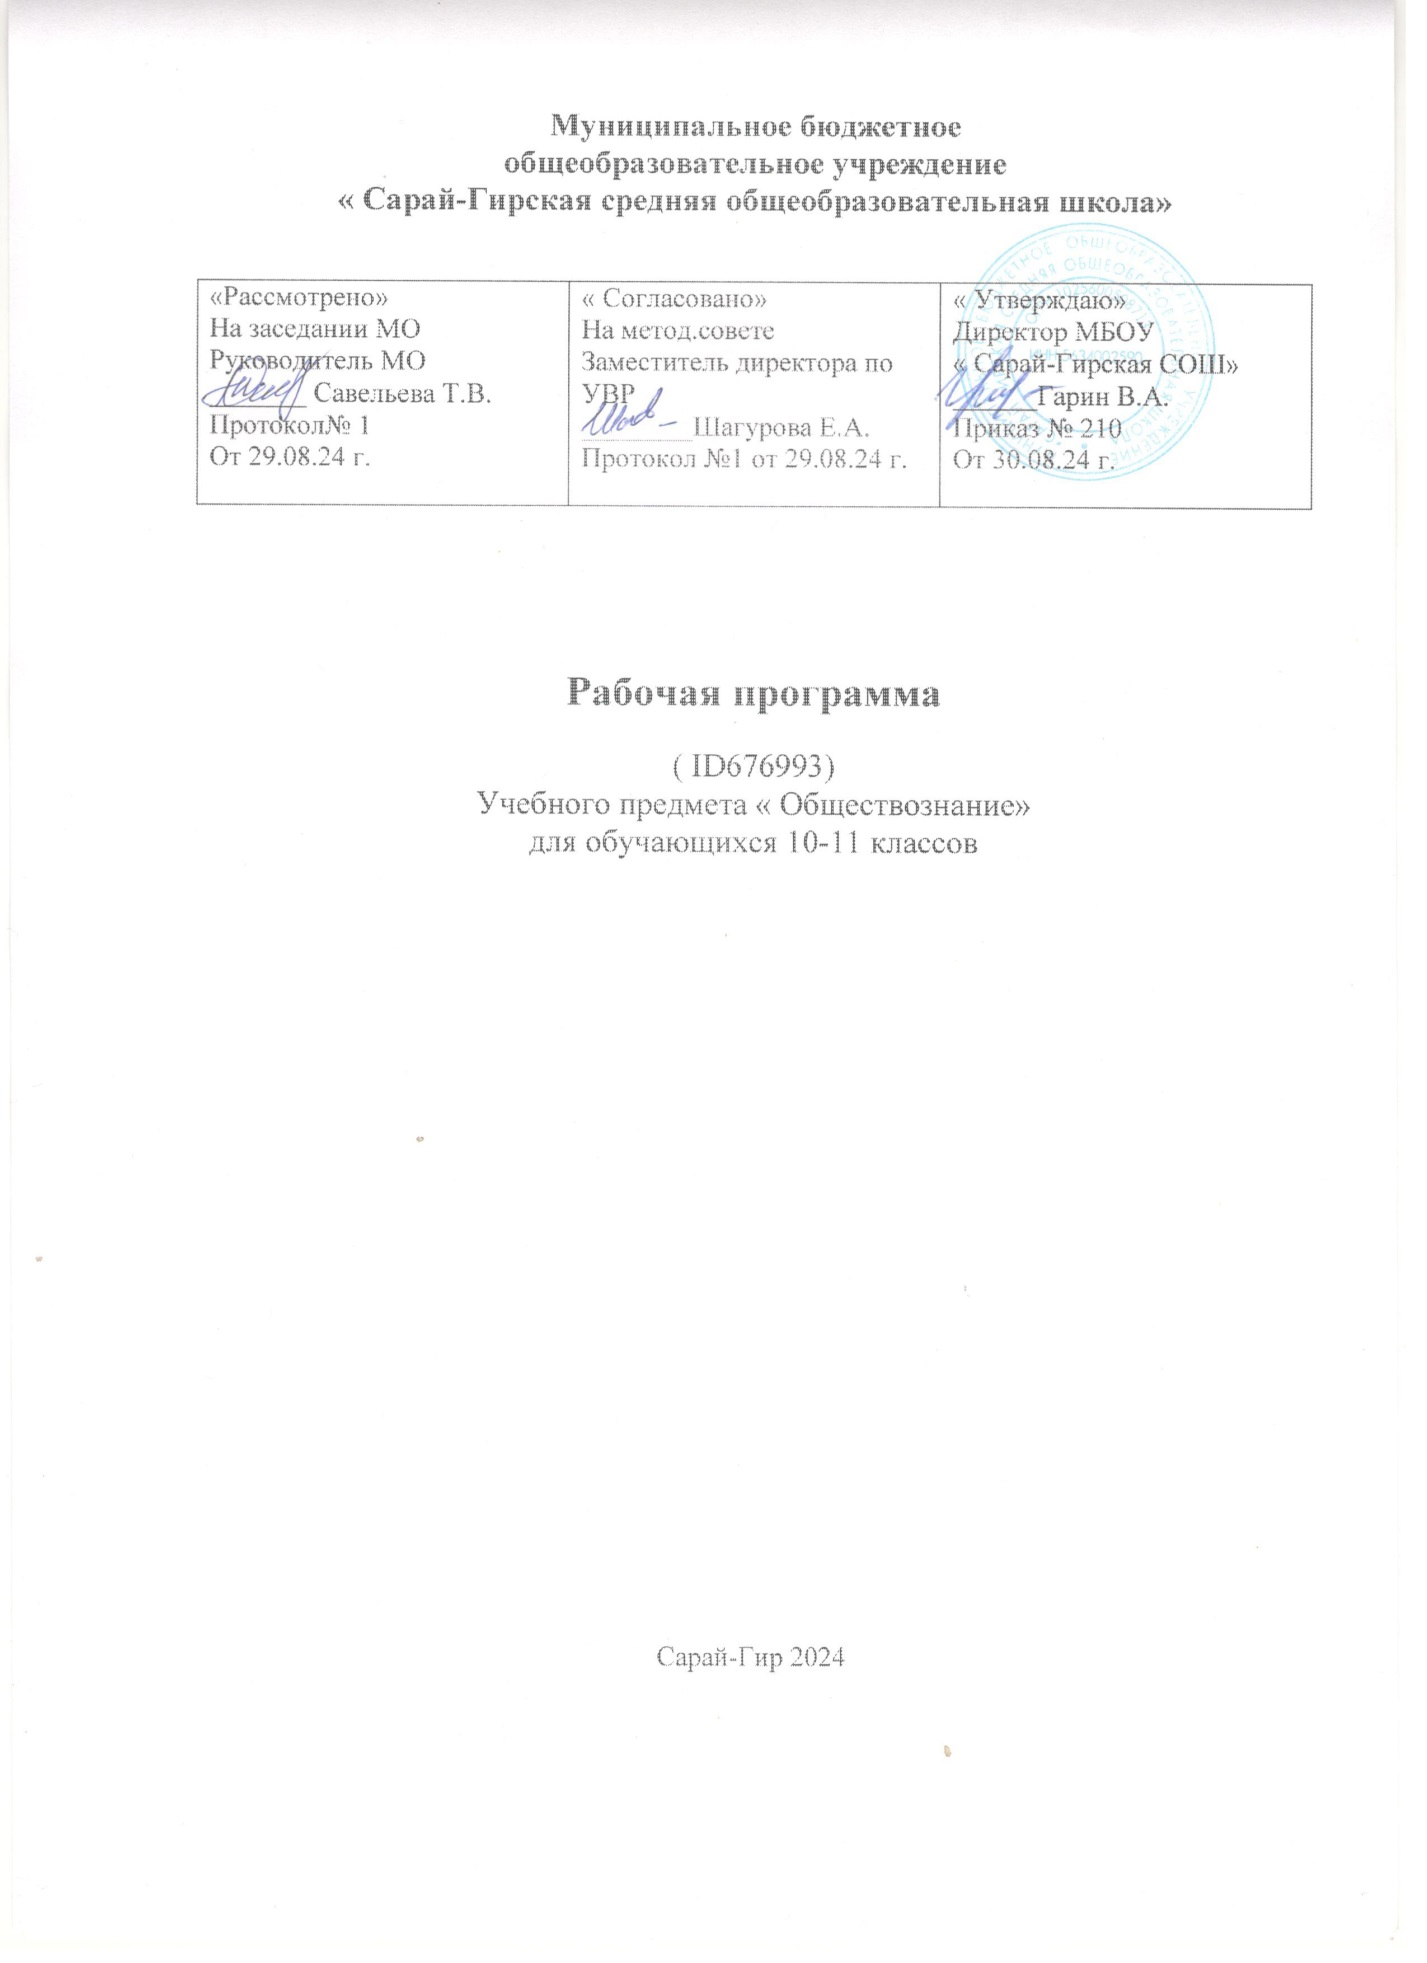 Муниципальное бюджетное
общеобразовательное учреждение
« Сарай-Гирская средняя общеобразовательная школа»
«Рассмотрено»
На заседании МО
Руководитель МО
Савельева Т.В.
Протокол№ 1
От 29.08.24 г.
« Согласовано»
На метод.совете
Заместитель директора по
УВР
Шагурова Е.А.
Протокол №1 от 29.08.24 г.
« Утверждаю»
Директор МБОУ
« Сарай-Гирская СОШ»
Гарин В.А.
Приказ № 210
От 30.08.24 г.
Рабочая программа
( ID676993)
Учебного предмета « Обществознание»
для обучающихся 10-11 классов
Сарай-Гир 2024